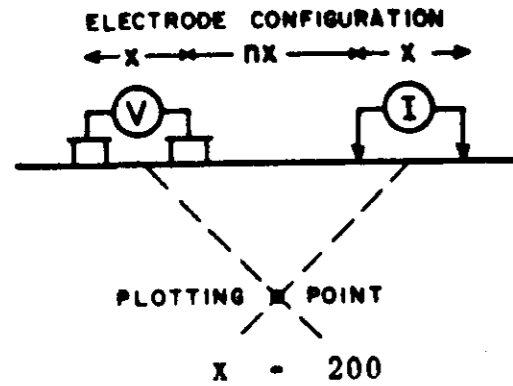 ELECTRODE CONFIGURATION
X nX X
V I
PLOTTING POINT
X - 200